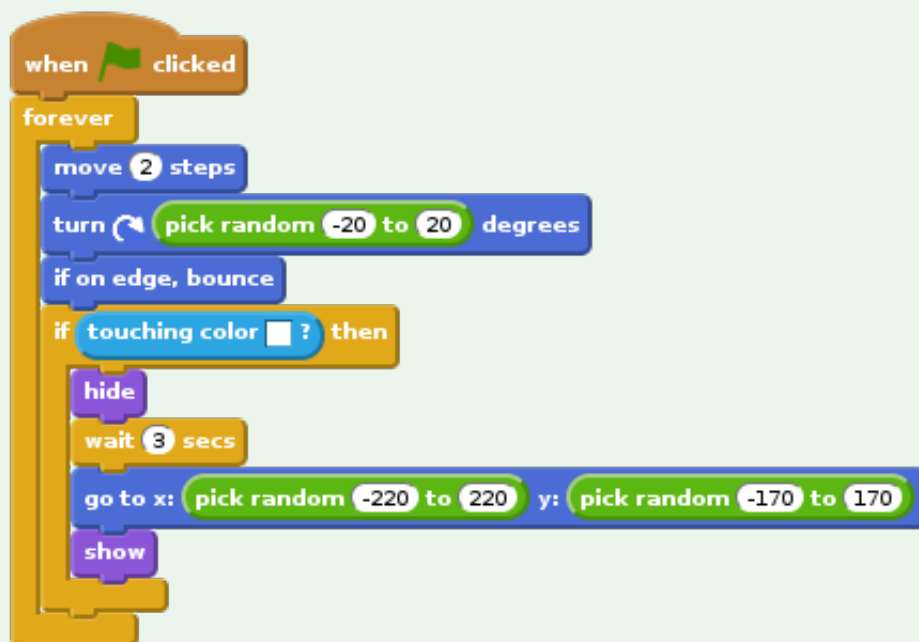 when clicked
forever
move 2 steps
turn pick random -20 to 20 degrees
if on edge, bounce
if touching color ? then
hide
wait 3 secs
go to x: pick random -220 to 220 y: pick random -170 to 170
show